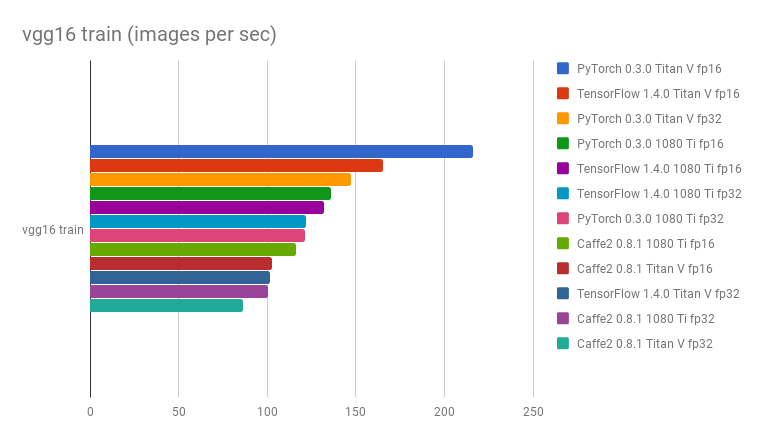 vgg16 train (images per sec)
PyTorch 0.3.0 Titan V fp16
TensorFlow 1.4.0 Titan V fp16
PyTorch 0.3.0 Titan V fp32
PyTorch 0.3.0 1080 Ti fp16
TensorFlow 1.4.0 1080 Ti fp16
TensorFlow 1.4.0 1080 Ti fp32
PyTorch 0.3.0 1080 Ti fp32
Caffe2 0.8.1 1080 Ti fp16
Caffe2 0.8.1 Titan V fp16
TensorFlow 1.4.0 Titan V fp32
Caffe2 0.8.1 1080 Ti fp32
Caffe2 0.8.1 Titan V fp32
vgg16 train
0 50 100 150 200 250